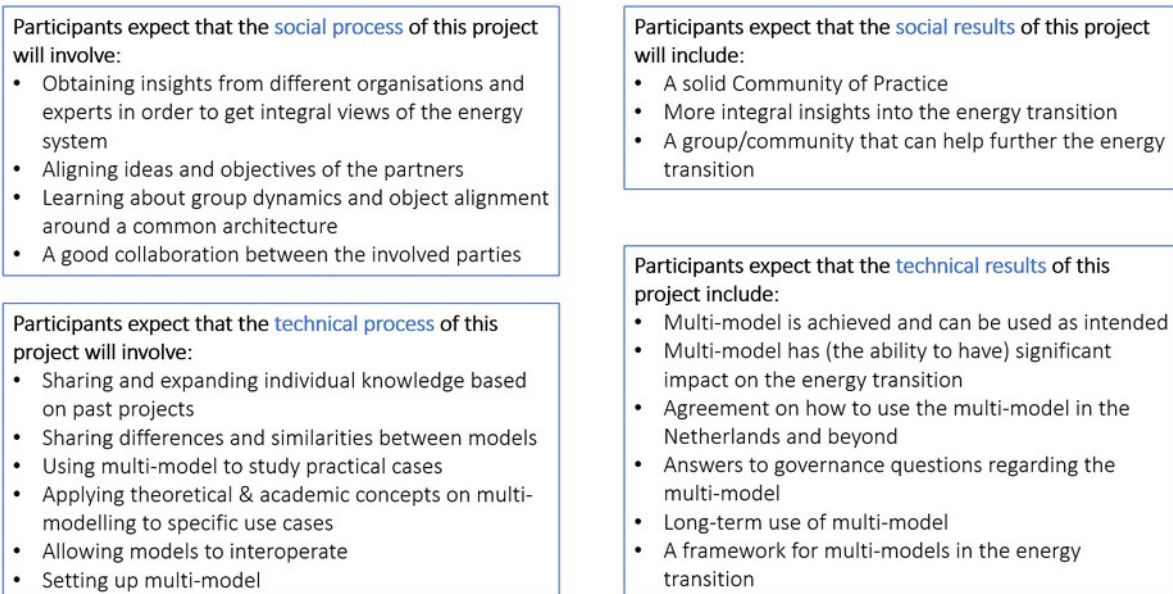 Participants expect that the social process of this project
will involve:
• Obtaining insights from different organisations and
experts in order to get integral views of the energy
system
• Aligning ideas and objectives of the partners
• Learning about group dynamics and object alignment
around a common architecture
• A good collaboration between the involved parties
Participants expect that the technical process of this
project will involve:
• Sharing and expanding individual knowledge based
on past projects
• Sharing differences and similarities between models
• Using multi-model to study practical cases
• Applying theoretical & academic concepts on multi-
modelling to specific use cases
• Allowing models to interoperate
• Setting up multi-model
Participants expect that the social results of this project
will include:
• A solid Community of Practice
• More integral insights into the energy transition
• A group/community that can help further the energy
transition
Participants expect that the technical results of this
project include:
• Multi-model is achieved and can be used as intended
• Multi-model has (the ability to have) significant
impact on the energy transition
• Agreement on how to use the multi-model in the
Netherlands and beyond
• Answers to governance questions regarding the
multi-model
• Long-term use of multi-model
• A framework for multi-models in the energy
transition